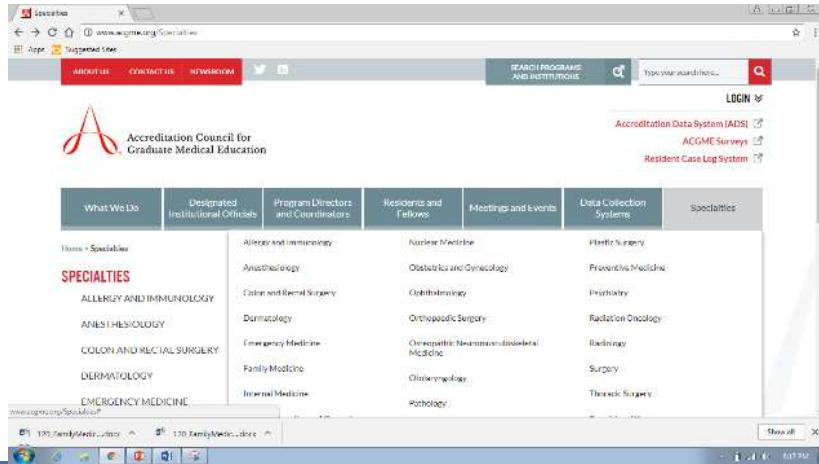 Specialties
www.acgme.org/Specialties
Apps Suggested Sites
ABOUT US CONTACT US NEWSROOM
SEARCH PROGRAMS
AND INSTITUTIONS
Type your search here...
LOGIN
Accreditation Council for
Graduate Medical Education
Accreditation Data System (ADS)
ACGME Surveys
Resident Case Log System
What We Do
Designated
Institutional Officials
Program Directors
and Coordinators
Residents and
Fellows
Meetings and Events
Data Collection
Systems
Specialties
Home > Specialties
SPECIALTIES
ALLERGY AND IMMUNOLOGY
ANESTHESIOLOGY
COLON AND RECTAL SURGERY
DERMATOLOGY
EMERGENCY MEDICINE
Allergy and Immunology
Anesthesiology
Colon and Rectal Surgery
Dermatology
Emergency Medicine
Family Medicine
Internal Medicine
Nuclear Medicine
Obstetrics and Gynecology
Ophthalmology
Orthopaedic Surgery
Osteopathic Neuromusculoskeletal
Medicine
Otolaryngology
Pathology
Plastic Surgery
Preventive Medicine
Psychiatry
Radiation Oncology
Radiology
Surgery
Thoracic Surgery
www.acgme.org/Specialties#
120_FamilyMedic....docx
120_FamilyMedic....docx
Show all